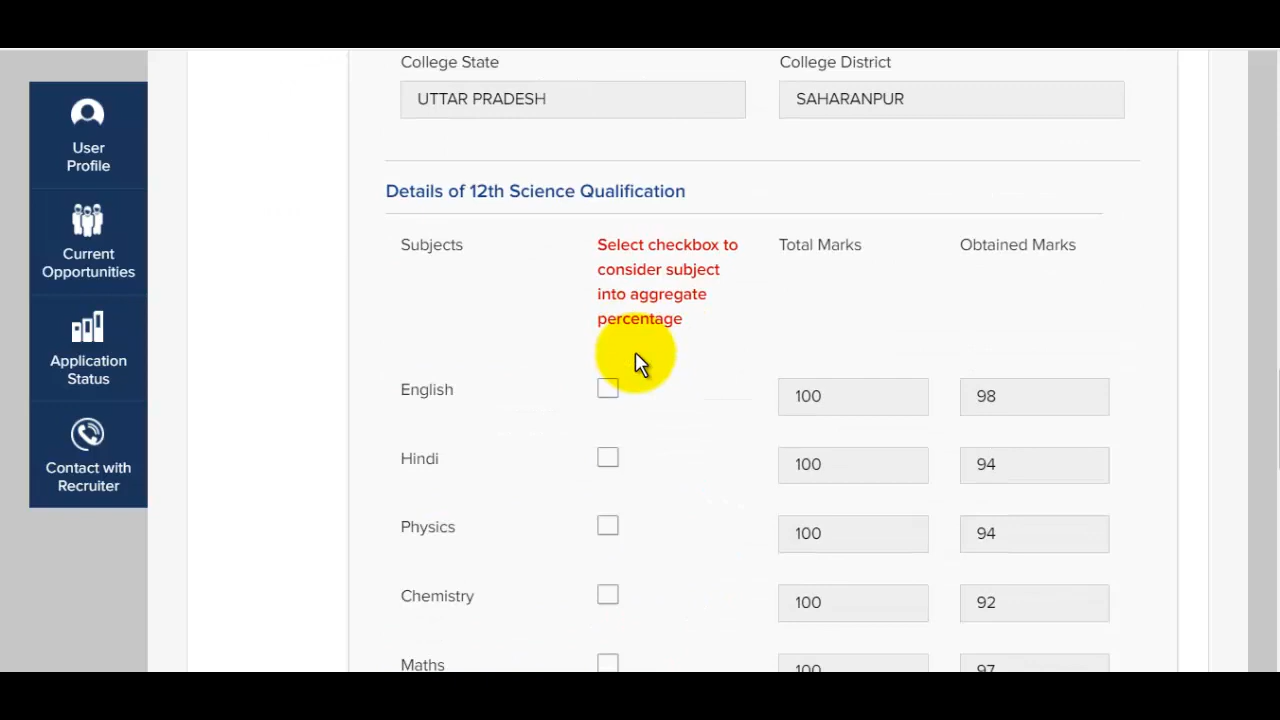 College State
College District
UTTAR PRADESH
SAHARANPUR
User
Profile
Current
Opportunities
Application
Status
Contact with
Recruiter
Details of 12th Science Qualification
Subjects
Select checkbox to
consider subject
into aggregate
percentage
Total Marks
Obtained Marks
English
100
98
Hindi
100
94
Physics
100
94
Chemistry
100
92
Maths
100
97